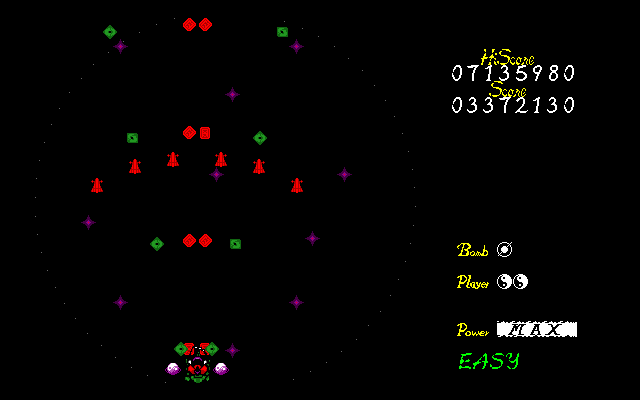 HiScore
07135980
Score
03372130
Bomb
Player
Power MAX
EASY